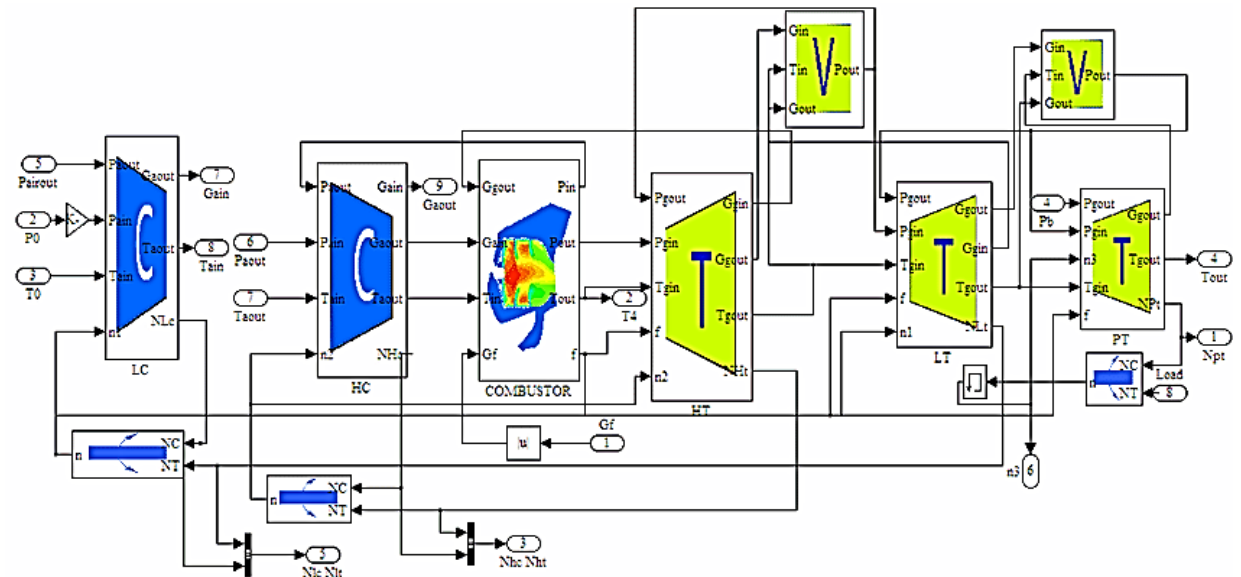 5
Pairout
2
P0
3
T0
Paout
Pain
Tain
n1
Gaout
Taout
NLc
LC
7
Gain
8
Tain
6
Paout
7
Taout
Paout
Pain
Tain
n2
Gain
Gaout
Taout
HC
9
Gaout
Ggout
Gain
Tin
Gf
Pin
Pout
Tout
f
COMBUSTOR
2
T4
Gf
1
|u|
Pgout
Pgin
Tgin
f
n2
Ggin
Ggout
Tgout
NHt
HT
Gin
Tin
Gout
V
Pout
Pgout
Pgin
Tgin
f
n1
Ggout
Ggin
Tgout
NLt
LT
Gin
Tin
Gout
V
Pout
4
Pb
Pgout
Pgin
n3
Tgin
f
Ggout
Tgout
NPt
PT
4
Tout
1
Npt
Load
8
n
NC
NT
n3
6
n
NC
NT
n
NC
NT
5
Nlc Nlt
3
Nhc Nht
C
C
T
T
T